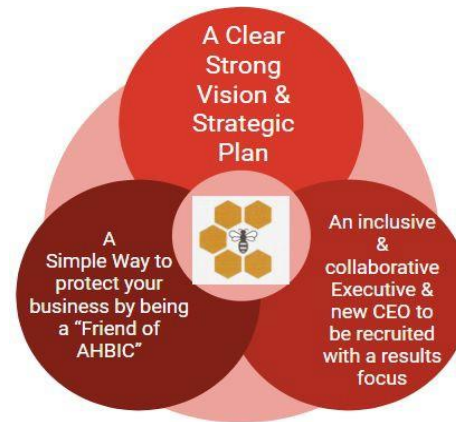 A Clear
Strong
Vision &
Strategic
Plan
A
Simple Way to
protect your
business by being
a “Friend of
AHBIC”
An inclusive
&
collaborative
Executive &
new CEO to
be recruited
with a results
focus